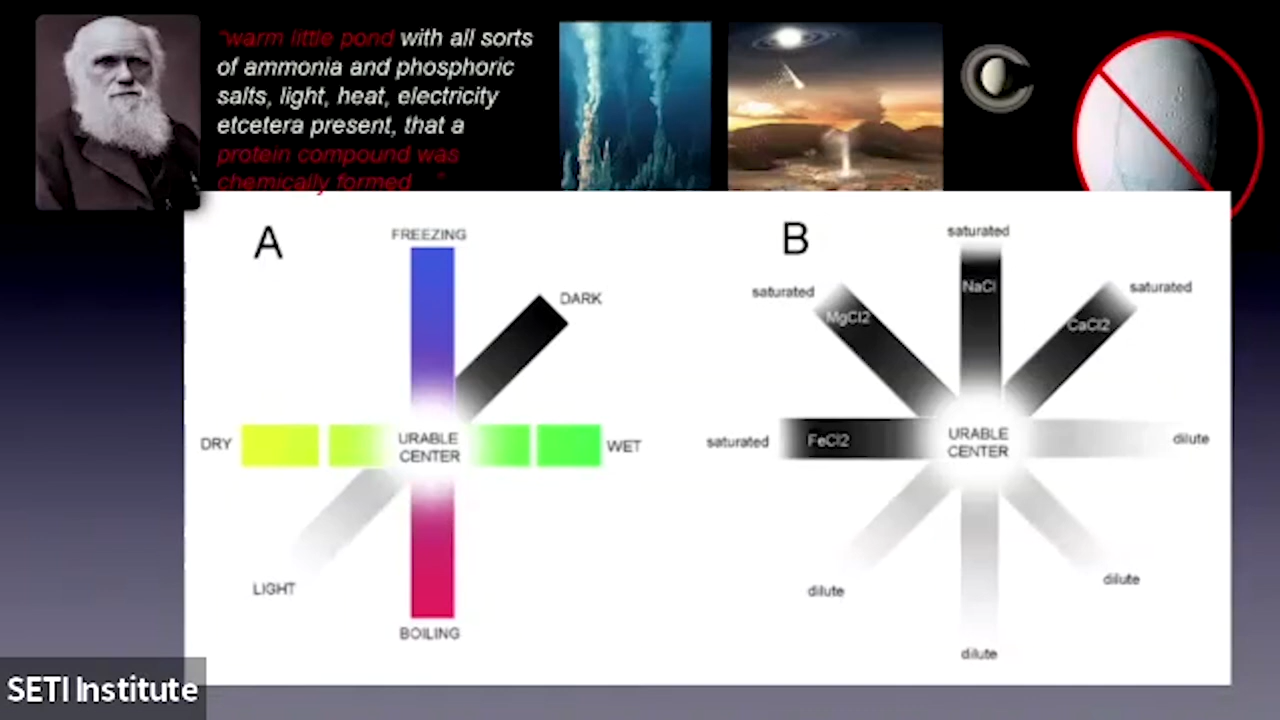 “warm little pond with all sorts
of ammonia and phosphoric
salts, light, heat, electricity
etcetera present, that a
protein compound was
chemically formed ..”
A
FREEZING
DARK
DRY
URABLE
CENTER
WET
LIGHT
BOILING
B
saturated
NaCl
saturated
MgCl2
saturated
CaCl2
saturated
FeCl2
URABLE
CENTER
dilute
dilute
dilute
dilute
SETI Institute